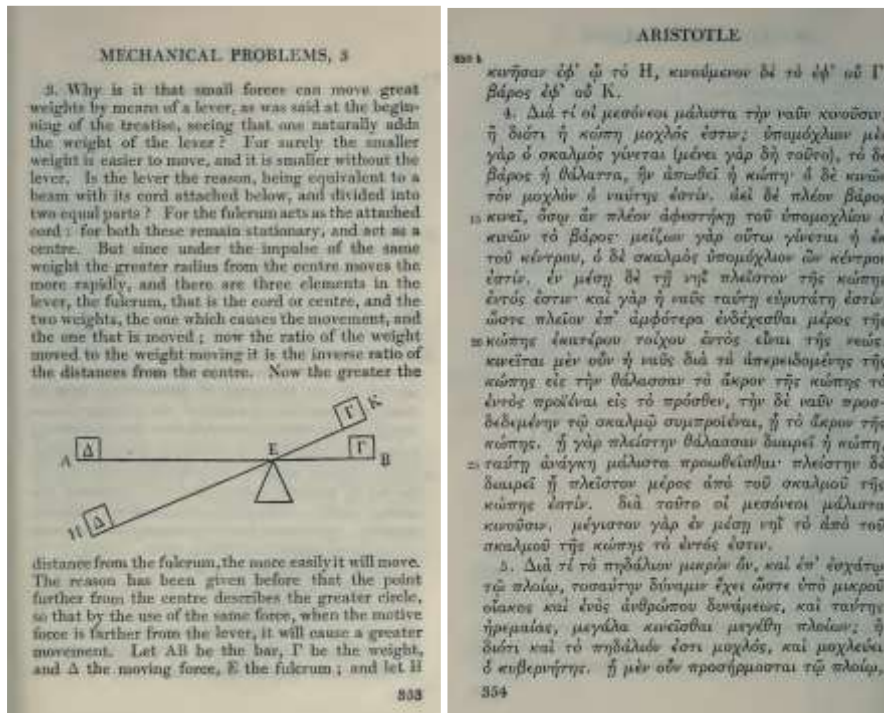 MECHANICAL PROBLEMS, 3
3. Why is it that small forces can move great
weights by means of a lever, as was said at the begin-
ning of the treatise, seeing that one naturally adds
the weight of the lever? For surely the smaller
weight is easier to move, and it is smaller without the
lever. Is the lever the reason, being equivalent to a
beam with its cord attached below, and divided into
two equal parts? For the fulcrum acts as the attached
cord: for both these remain stationary, and act as a
centre. But since under the impulse of the same
weight the greater radius from the centre moves the
more rapidly, and there are three elements in the
lever, the fulcrum, that is the cord or centre, and the
two weights, the one which causes the movement, and
the one that is moved; now the ratio of the weight
moved to the weight moving it is the inverse ratio of
the distances from the centre. Now the greater the
Γ K
A Δ E Γ B
H Δ
distance from the fulcrum, the more easily it will move.
The reason has been given before that the point
further from the centre describes the greater circle,
so that by the use of the same force, when the motive
force is farther from the lever, it will cause a greater
movement. Let AB be the bar, Γ be the weight,
and Δ the moving force, E the fulcrum; and let H
353
ARISTOTLE
850 b
κινῆσαν ἐφ' ᾧ τὸ Η, κινούμενον δὲ τὸ ἐφ' οὗ Γ
βάρος ἐφ' οὗ Κ.
4. Διὰ τί οἱ μεσόνεοι μάλιστα τὴν ναῦν κινοῦσιν;
ἢ διότι ἡ κώπη μοχλός ἐστιν; ὑπομόχλιον μὲν
γὰρ ὁ σκαλμὸς γίνεται (μένει γὰρ δὴ τοῦτο), τὸ δὲ
βάρος ἡ θάλαττα, ἣν ἀπωθεῖ ἡ κώπη· ὁ δὲ κινῶν
τὸν μοχλὸν ὁ ναύτης ἐστίν. ἀεὶ δὲ πλέον βάρος
15 κινεῖ, ὅσῳ ἂν πλέον ἀφεστήκῃ τοῦ ὑπομοχλίου ὁ
κινῶν τὸ βάρος· μείζων γὰρ οὕτω γίνεται ἡ ἐκ
τοῦ κέντρου, ὁ δὲ σκαλμὸς ὑπομόχλιον ὢν κέντρον
ἐστίν. ἐν μέσῃ δὲ τῇ νηῒ πλεῖστον τῆς κώπης
ἐντός ἐστιν· καὶ γὰρ ἡ ναῦς ταύτῃ εὐρυτάτη ἐστίν,
ὥστε πλεῖον ἐπ' ἀμφότερα ἐνδέχεσθαι μέρος τῆς
20 κώπης ἑκατέρου τοίχου ἐντὸς εἶναι τῆς νεώς.
κινεῖται μὲν οὖν ἡ ναῦς διὰ τὸ ἀπερειδομένης τῆς
κώπης εἰς τὴν θάλασσαν τὸ ἄκρον τῆς κώπης τὸ
ἐντὸς προϊέναι εἰς τὸ πρόσθεν, τὴν δὲ ναῦν προσ-
δεδεμένην τῷ σκαλμῷ συμπροϊέναι, ᾗ τὸ ἄκρον τῆς
κώπης. ᾗ γὰρ πλείστην θάλασσαν διαιρεῖ ἡ κώπη,
25 ταύτῃ ἀνάγκη μάλιστα προωθεῖσθαι· πλείστην δὲ
διαιρεῖ ᾗ πλεῖστον μέρος ἀπὸ τοῦ σκαλμοῦ τῆς
κώπης ἐστίν. διὰ τοῦτο οἱ μεσόνεοι μάλιστα
κινοῦσιν. μέγιστον γὰρ ἐν μέσῃ νηῒ τὸ ἀπὸ τοῦ
σκαλμοῦ τῆς κώπης τὸ ἐντός ἐστιν.
5. Διὰ τί τὸ πηδάλιον μικρὸν ὄν, καὶ ἐπ' ἐσχάτῳ
τῷ πλοίῳ, τοσαύτην δύναμιν ἔχει ὥστε ὑπὸ μικροῦ
οἴακος καὶ ἑνὸς ἀνθρώπου δυνάμεως, καὶ ταύτης
ἠρεμαίας, μεγάλα κινεῖσθαι μεγέθη πλοίων; ἢ
διότι καὶ τὸ πηδάλιόν ἐστι μοχλός, καὶ μοχλεύει
ὁ κυβερνήτης. ᾗ μὲν οὖν προσήρμοσται τῷ πλοίῳ,
354